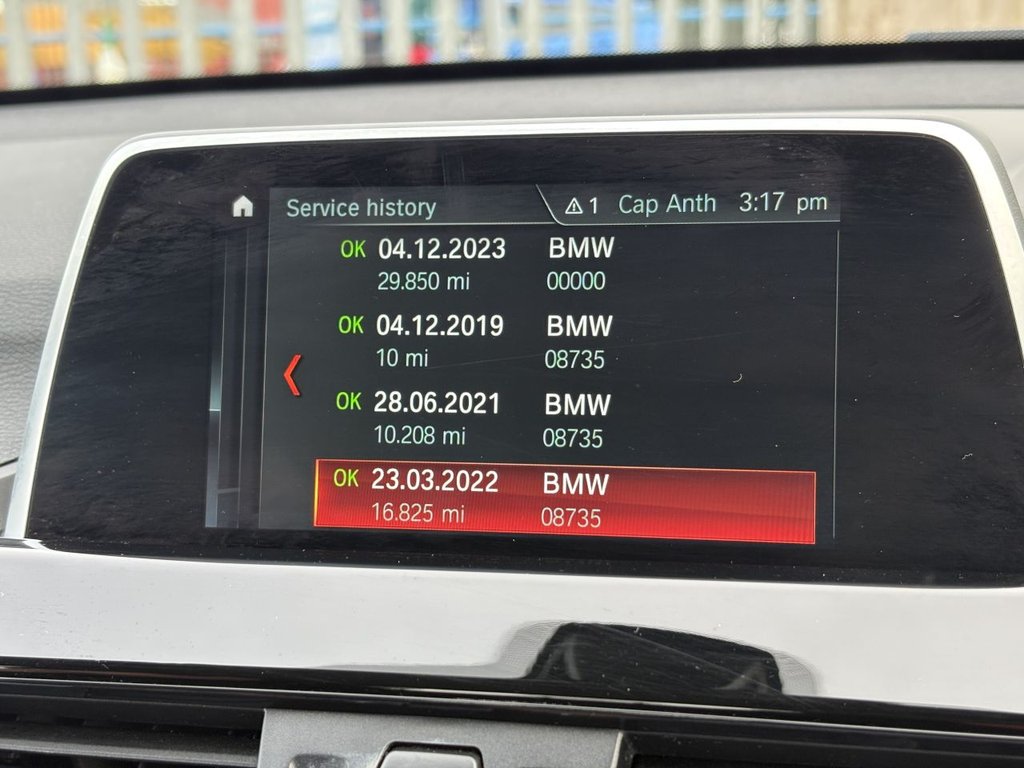 Service history 1 Cap Anth 3:17 pm
OK 04.12.2023 BMW
29.850 mi 00000
OK 04.12.2019 BMW
10 mi 08735
OK 28.06.2021 BMW
10.208 mi 08735
OK 23.03.2022 BMW
16.825 mi 08735